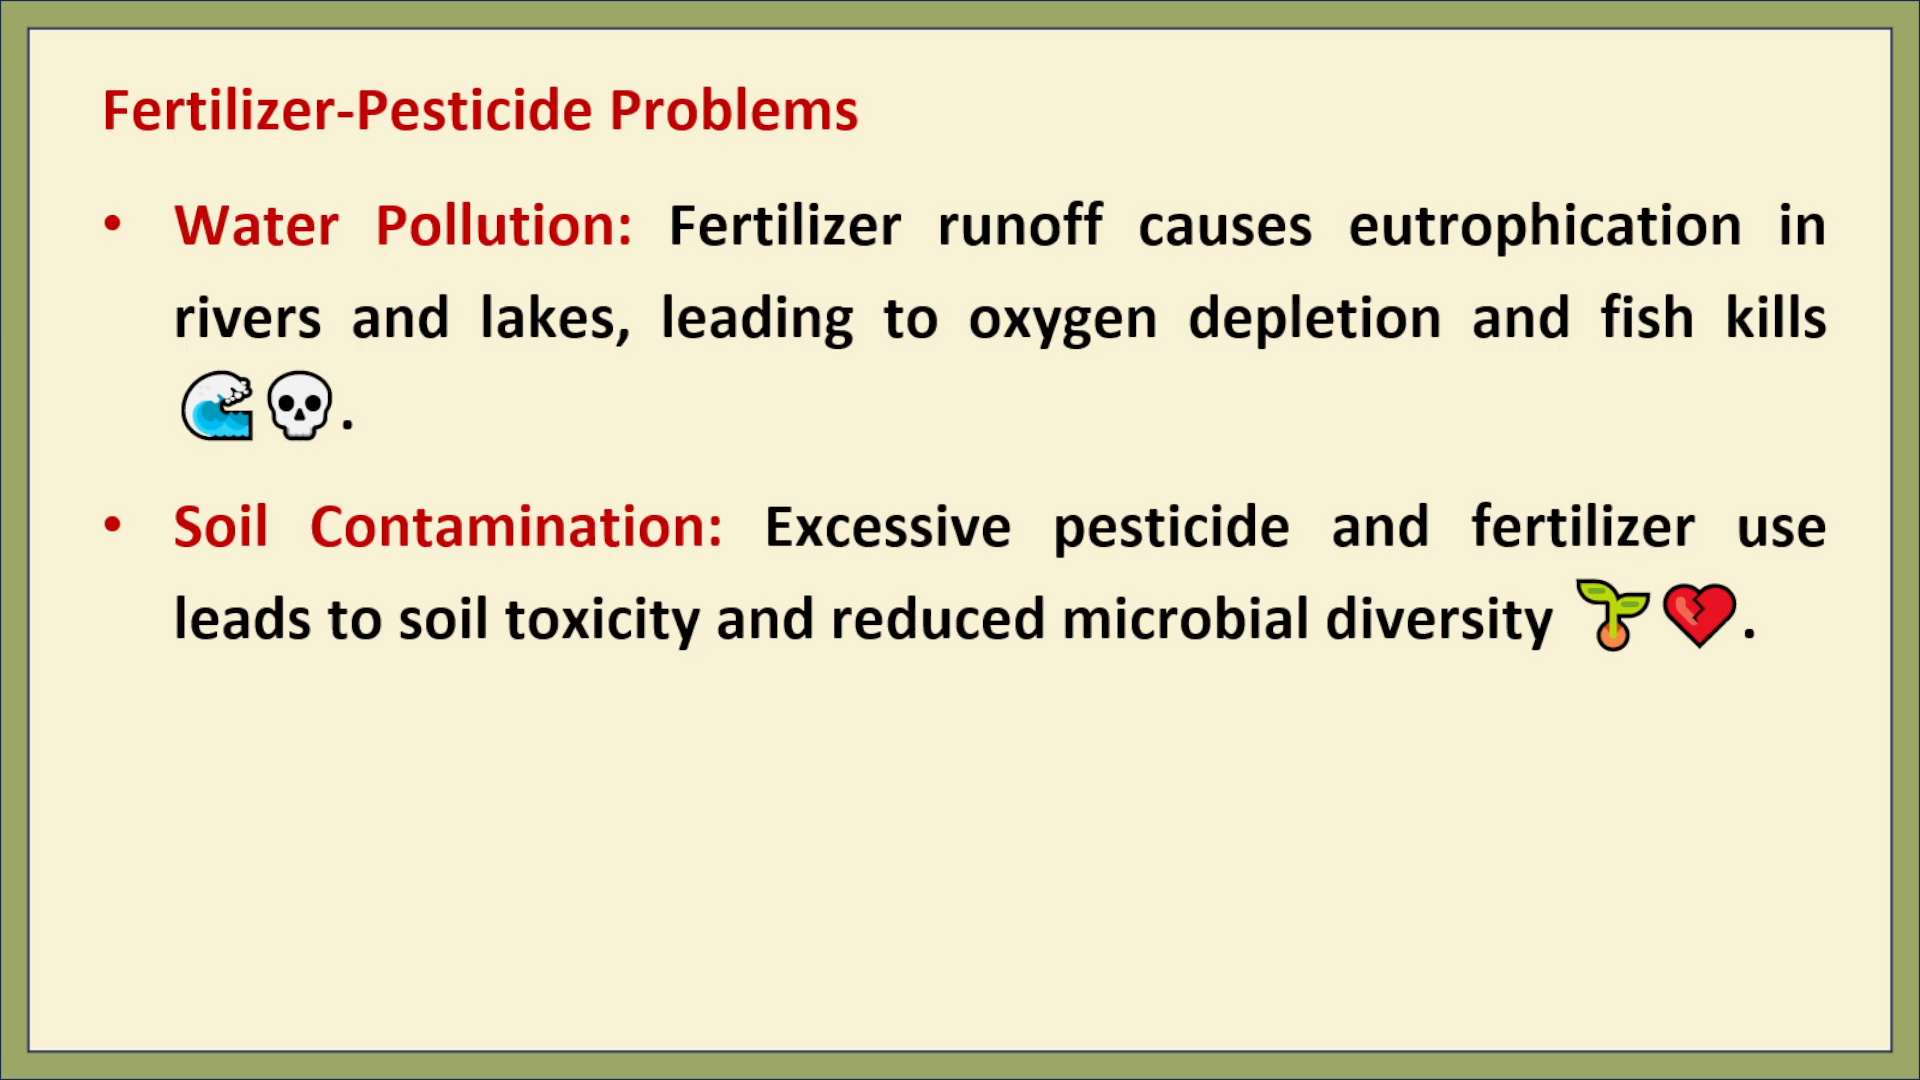 Fertilizer-Pesticide Problems
• Water Pollution: Fertilizer runoff causes eutrophication in
rivers and lakes, leading to oxygen depletion and fish kills
🌊💀.
• Soil Contamination: Excessive pesticide and fertilizer use
leads to soil toxicity and reduced microbial diversity 🌱💔.